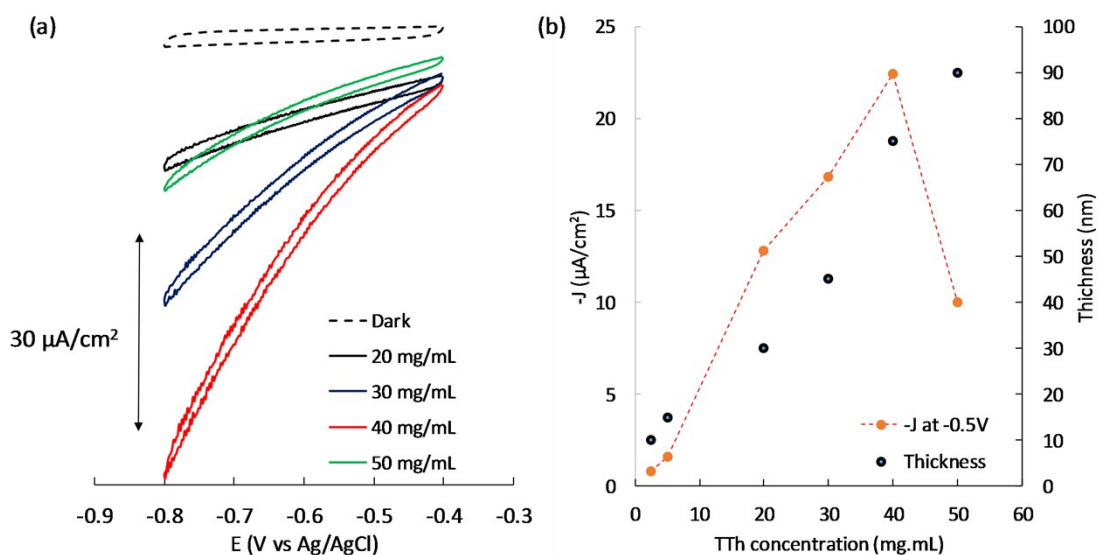 (a)
30 µA/cm²
Dark
20 mg/mL
30 mg/mL
40 mg/mL
50 mg/mL
-0.9 -0.8 -0.7 -0.6 -0.5 -0.4 -0.3
E (V vs Ag/AgCl)
(b)
25
20
15
10
5
0
-J (µA/cm²)
100
90
80
70
60
50
40
30
20
10
0
Thichness (nm)
-J at -0.5V
Thickness
0 10 20 30 40 50 60
TTh concentration (mg.mL)